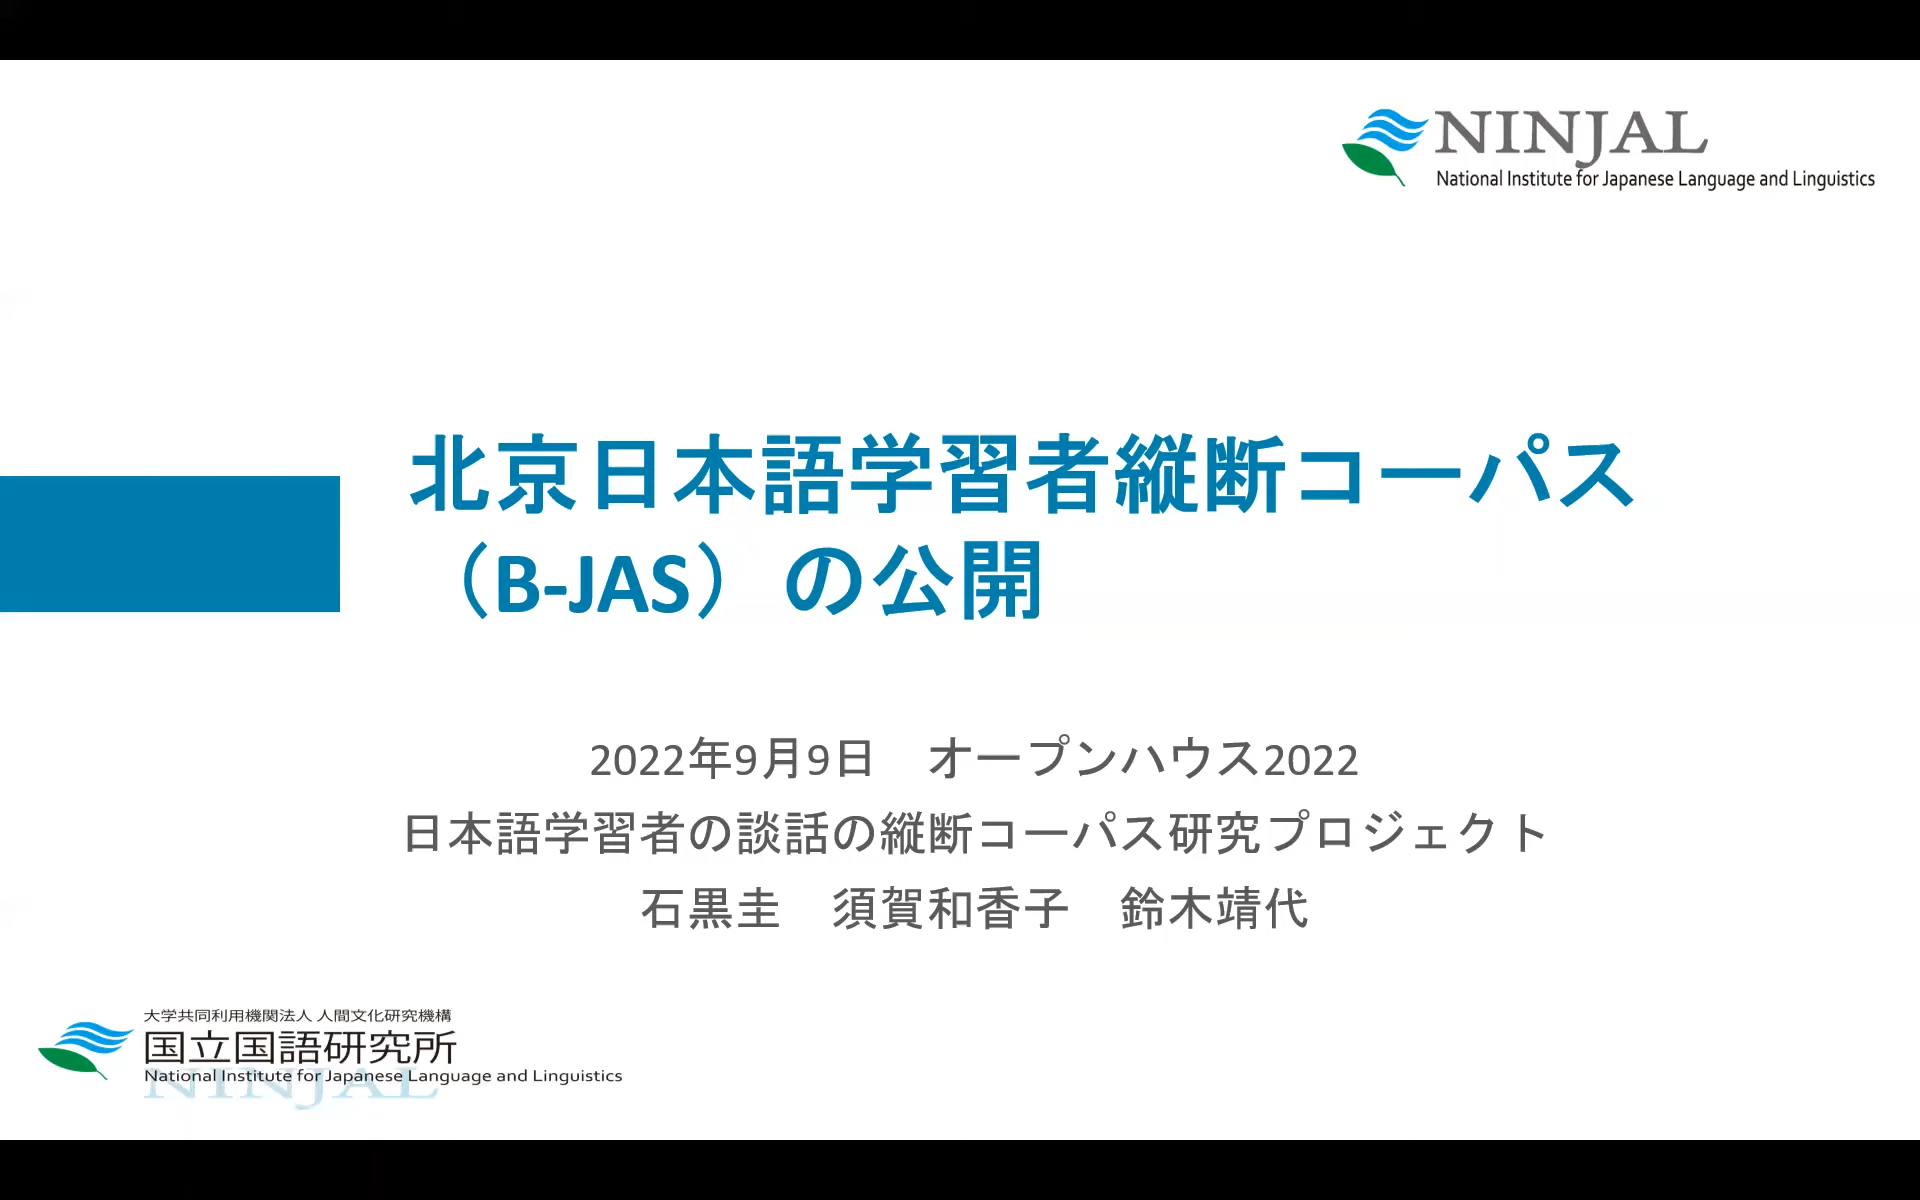 NINJAL
National Institute for Japanese Language and Linguistics
北京日本語学習者縦断コーパス
（B-JAS）の公開
2022年9月9日　オープンハウス2022
日本語学習者の談話の縦断コーパス研究プロジェクト
石黒圭　須賀和香子　鈴木靖代
大学共同利用機関法人 人間文化研究機構
国立国語研究所
National Institute for Japanese Language and Linguistics
NINJAL